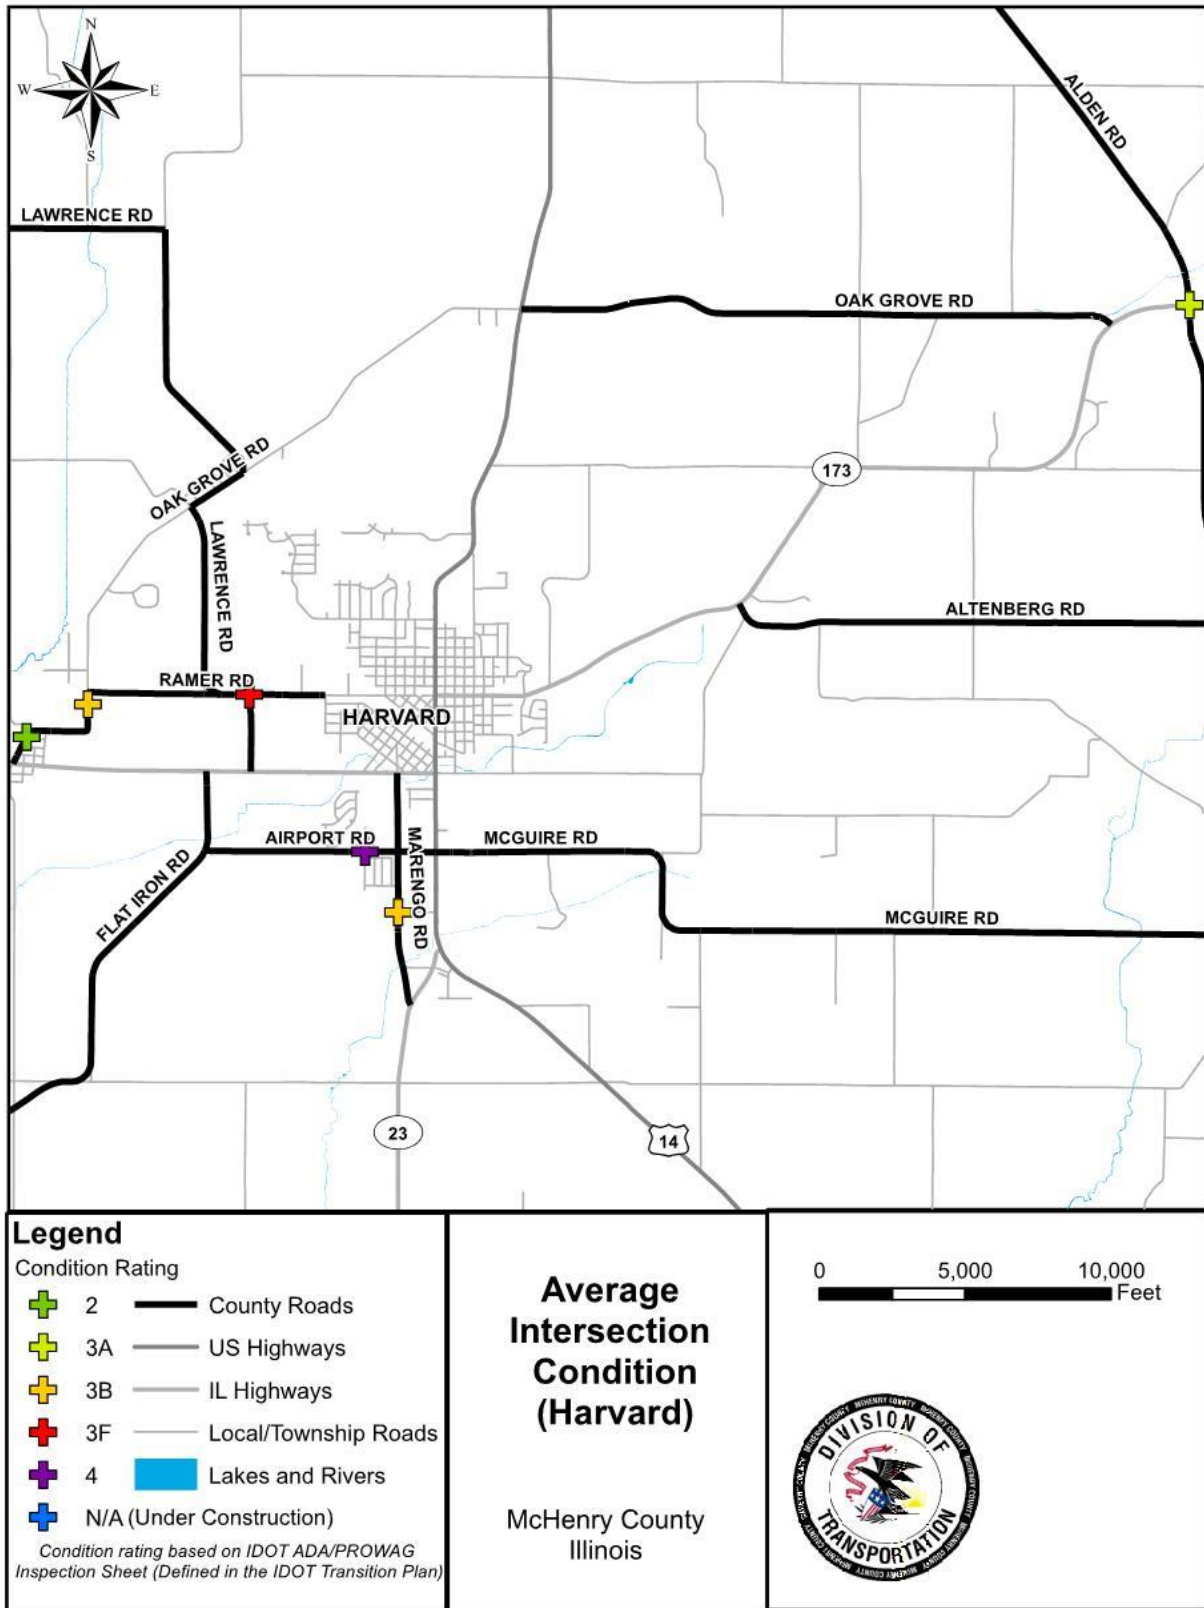 N
W E
S
ALDEN RD
LAWRENCE RD
OAK GROVE RD
OAK GROVE RD
173
LAWRENCE RD
ALTENBERG RD
RAMER RD
HARVARD
AIRPORT RD
MARENGO RD
MCGUIRE RD
FLAT IRON RD
MCGUIRE RD
23
14
Legend
Condition Rating
2 County Roads
3A US Highways
3B IL Highways
3F Local/Township Roads
4 Lakes and Rivers
N/A (Under Construction)
Condition rating based on IDOT ADA/PROWAG
Inspection Sheet (Defined in the IDOT Transition Plan)
Average
Intersection
Condition
(Harvard)
McHenry County
Illinois
0 5,000 10,000
Feet
DIVISION OF
TRANSPORTATION
MCHENRY COUNTY